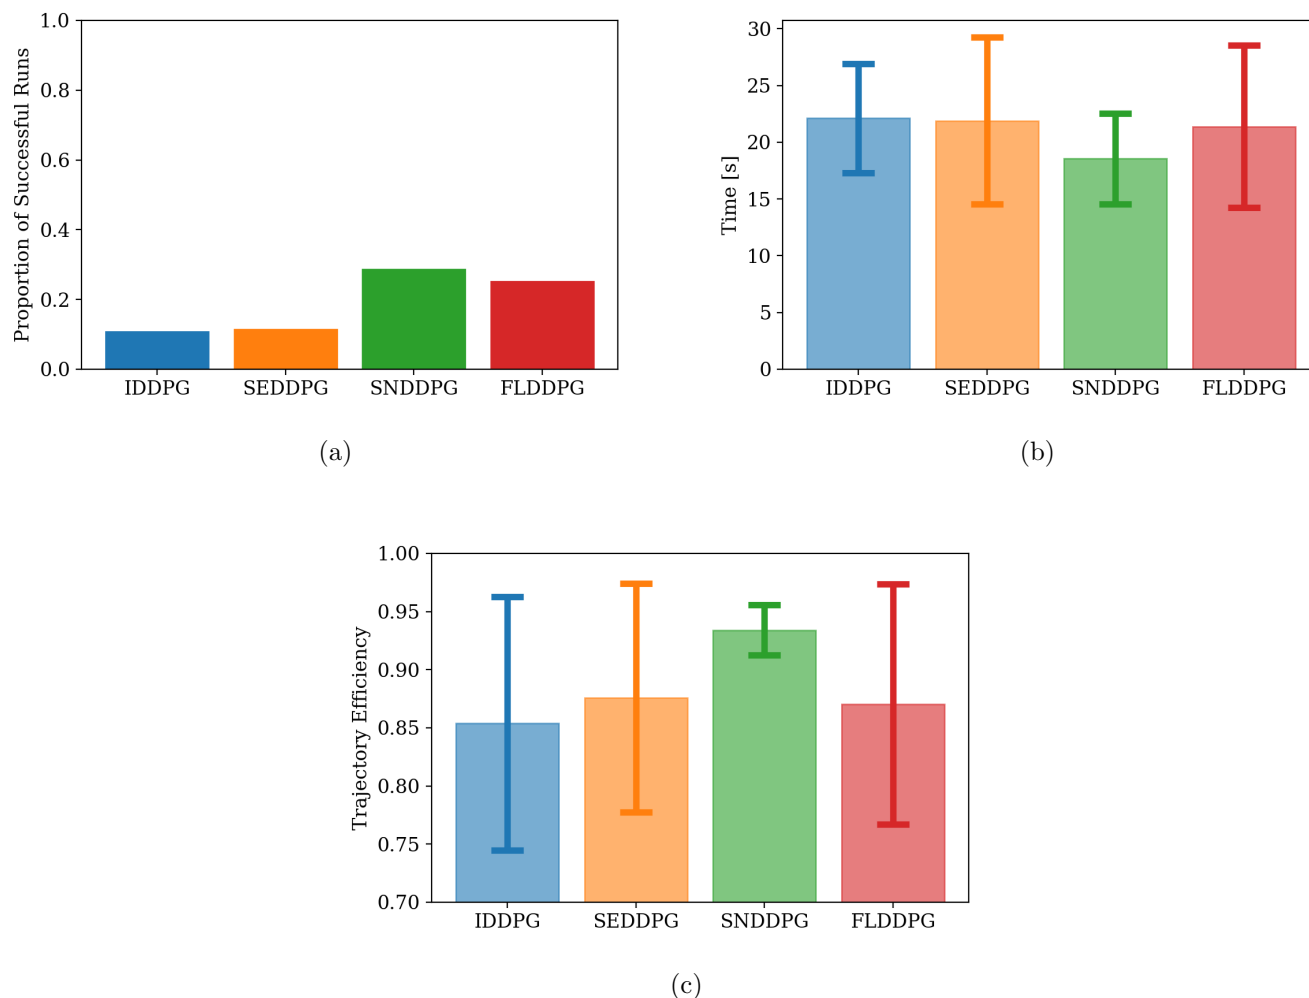 Proportion of Successful Runs
1.0
0.8
0.6
0.4
0.2
0.0
IDDPG SEDDPG SNDDPG FLDDPG
(a)
Time [s]
30
25
20
15
10
5
0
IDDPG SEDDPG SNDDPG FLDDPG
(b)
Trajectory Efficiency
1.00
0.95
0.90
0.85
0.80
0.75
0.70
IDDPG SEDDPG SNDDPG FLDDPG
(c)